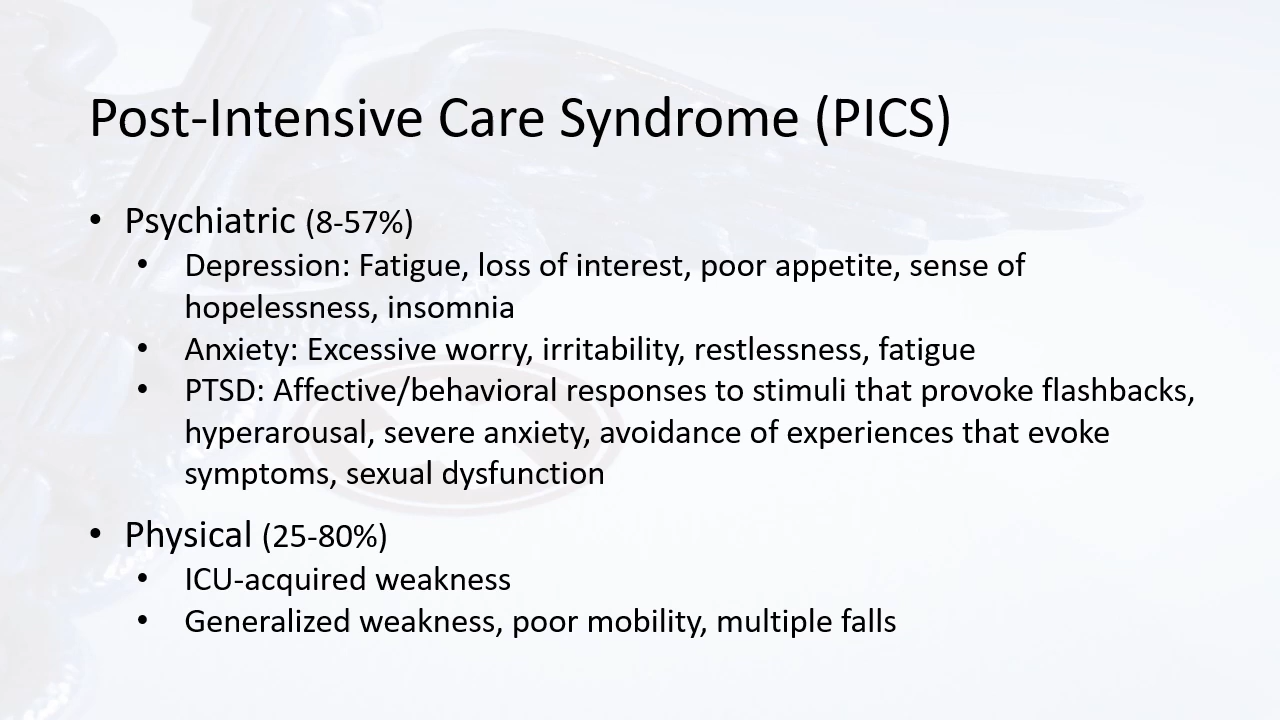 Post-Intensive Care Syndrome (PICS)
• Psychiatric (8-57%)
• Depression: Fatigue, loss of interest, poor appetite, sense of
hopelessness, insomnia
• Anxiety: Excessive worry, irritability, restlessness, fatigue
• PTSD: Affective/behavioral responses to stimuli that provoke flashbacks,
hyperarousal, severe anxiety, avoidance of experiences that evoke
symptoms, sexual dysfunction
• Physical (25-80%)
• ICU-acquired weakness
• Generalized weakness, poor mobility, multiple falls